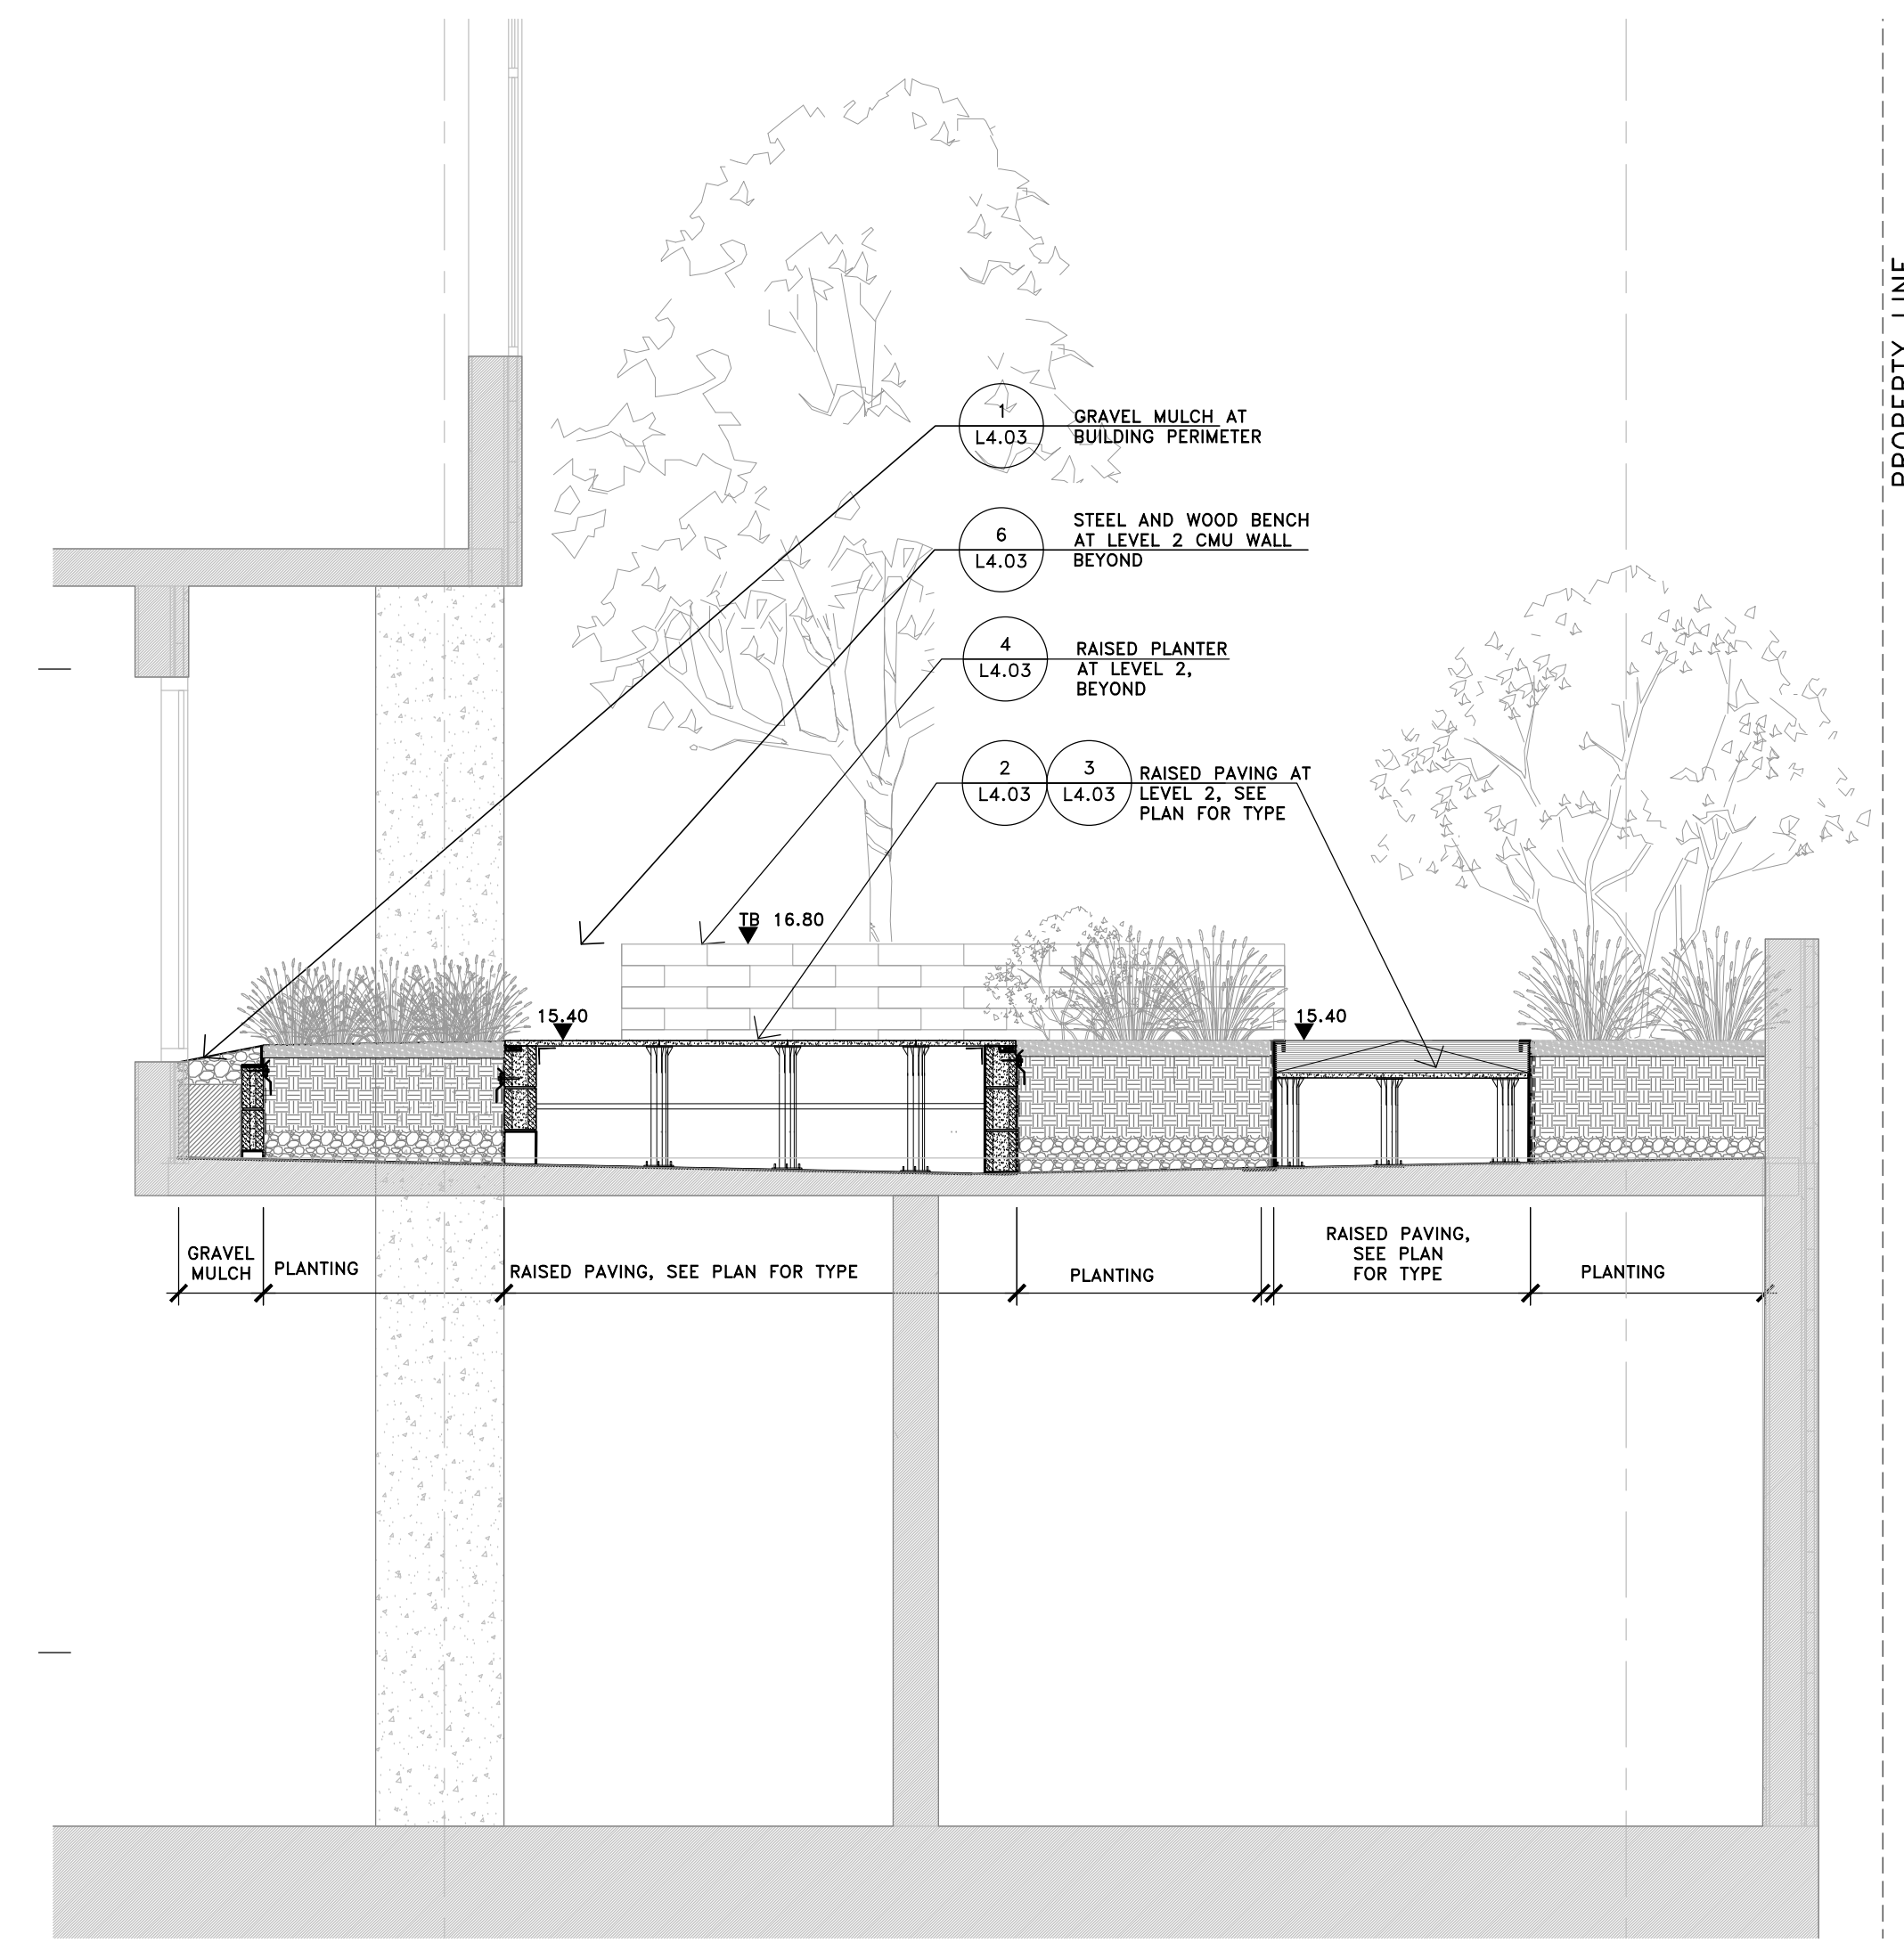 PROPERTY LINE
1
L4.03
GRAVEL MULCH AT
BUILDING PERIMETER
6
L4.03
STEEL AND WOOD BENCH
AT LEVEL 2 CMU WALL
BEYOND
4
L4.03
RAISED PLANTER
AT LEVEL 2,
BEYOND
2
L4.03
3
L4.03
RAISED PAVING AT
LEVEL 2, SEE
PLAN FOR TYPE
TB 16.80
15.40
15.40
GRAVEL
MULCH
PLANTING
RAISED PAVING, SEE PLAN FOR TYPE
PLANTING
RAISED PAVING,
SEE PLAN
FOR TYPE
PLANTING